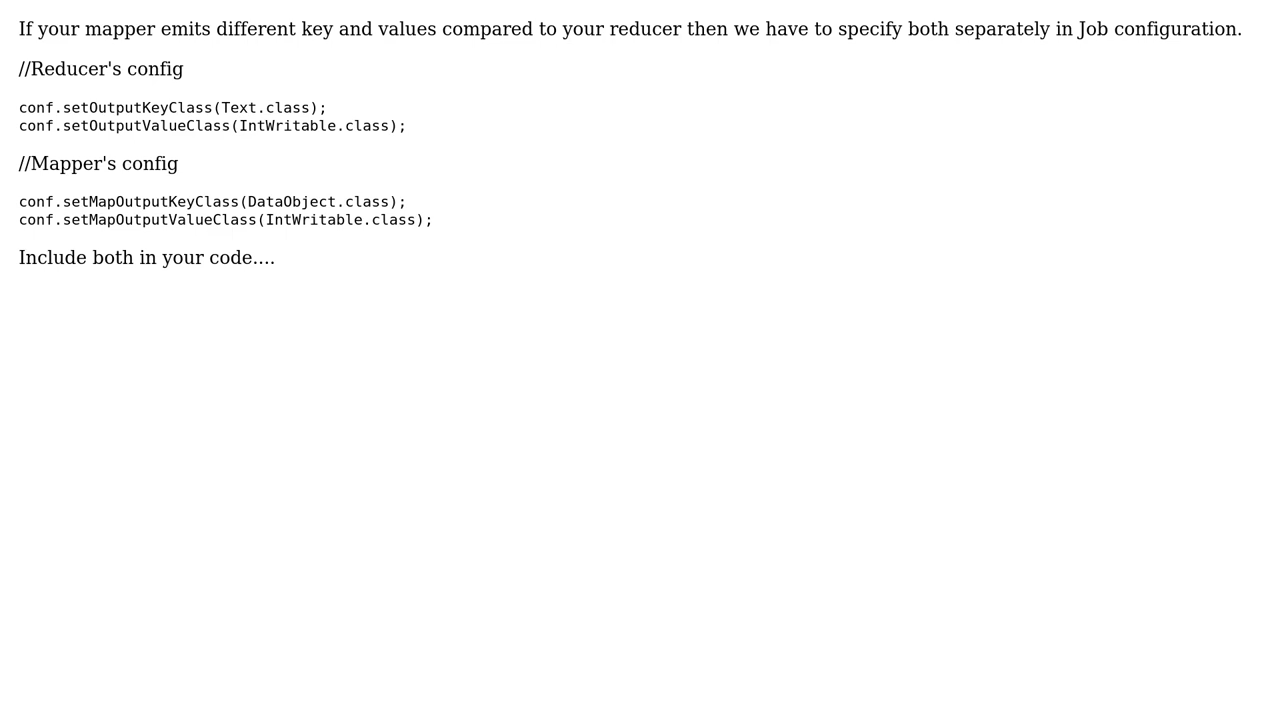 If your mapper emits different key and values compared to your reducer then we have to specify both separately in Job configuration.
//Reducer's config
conf.setOutputKeyClass(Text.class);
conf.setOutputValueClass(IntWritable.class);
//Mapper's config
conf.setMapOutputKeyClass(DataObject.class);
conf.setMapOutputValueClass(IntWritable.class);
Include both in your code....